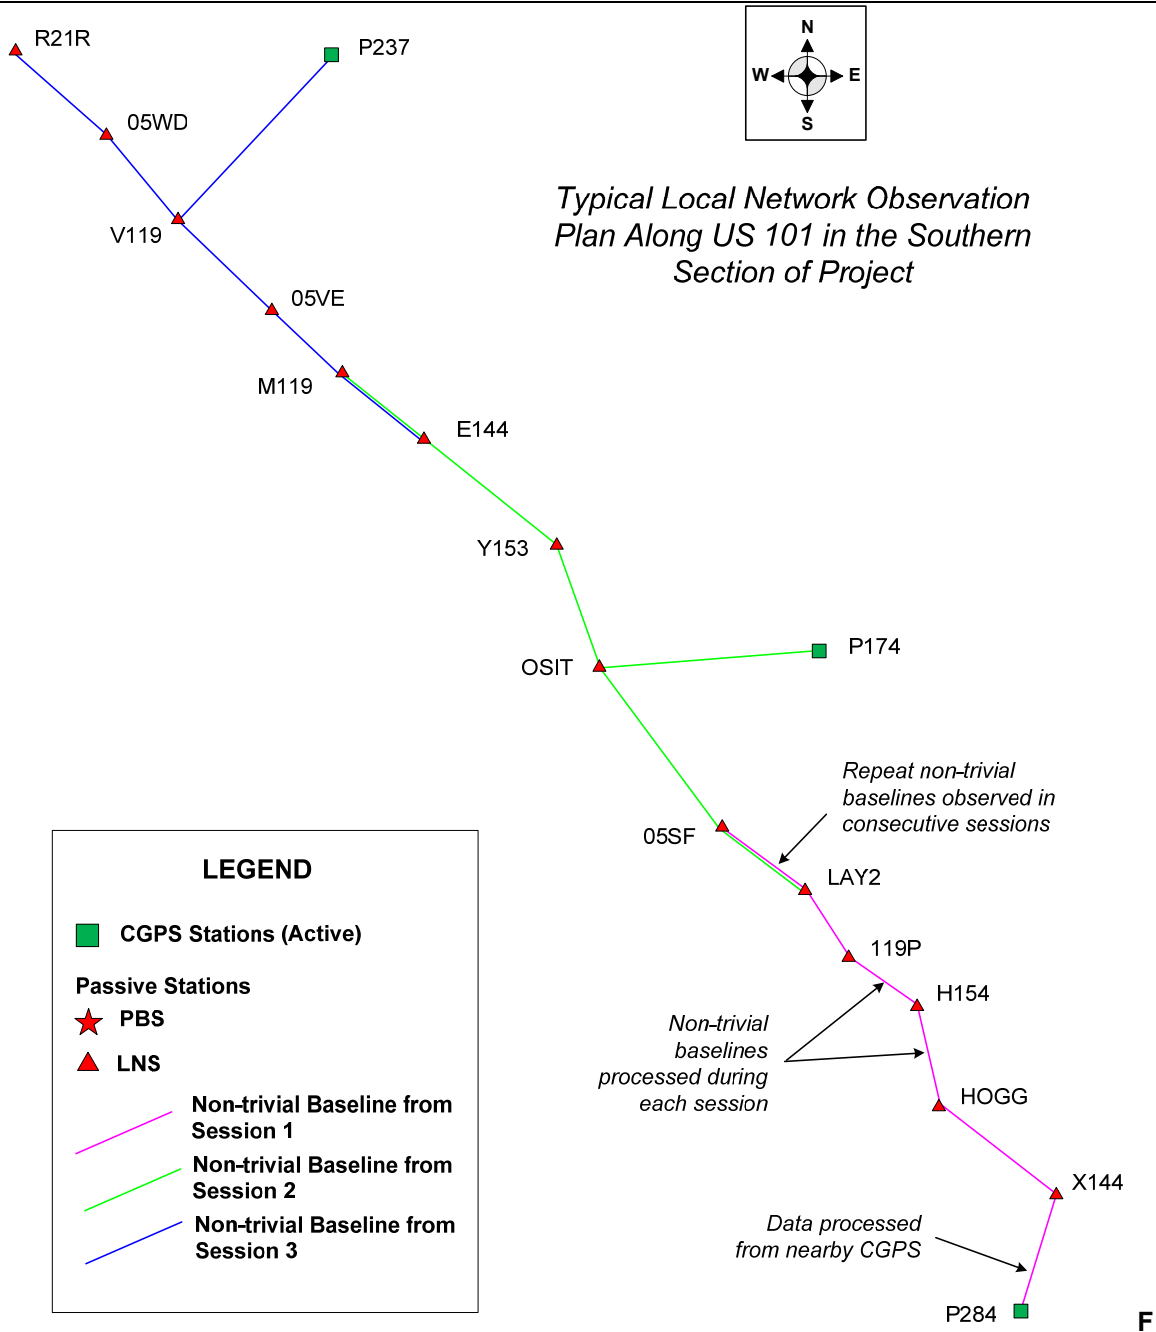 R21R
P237
N
W E
S
05WD
Typical Local Network Observation
Plan Along US 101 in the Southern
Section of Project
V119
05VE
M119
E144
Y153
P174
OSIT
Repeat non-trivial
baselines observed in
consecutive sessions
05SF
LAY2
119P
H154
Non-trivial
baselines
processed during
each session
HOGG
X144
Data processed
from nearby CGPS
P284
F
LEGEND
CGPS Stations (Active)
Passive Stations
PBS
LNS
Non-trivial Baseline from
Session 1
Non-trivial Baseline from
Session 2
Non-trivial Baseline from
Session 3